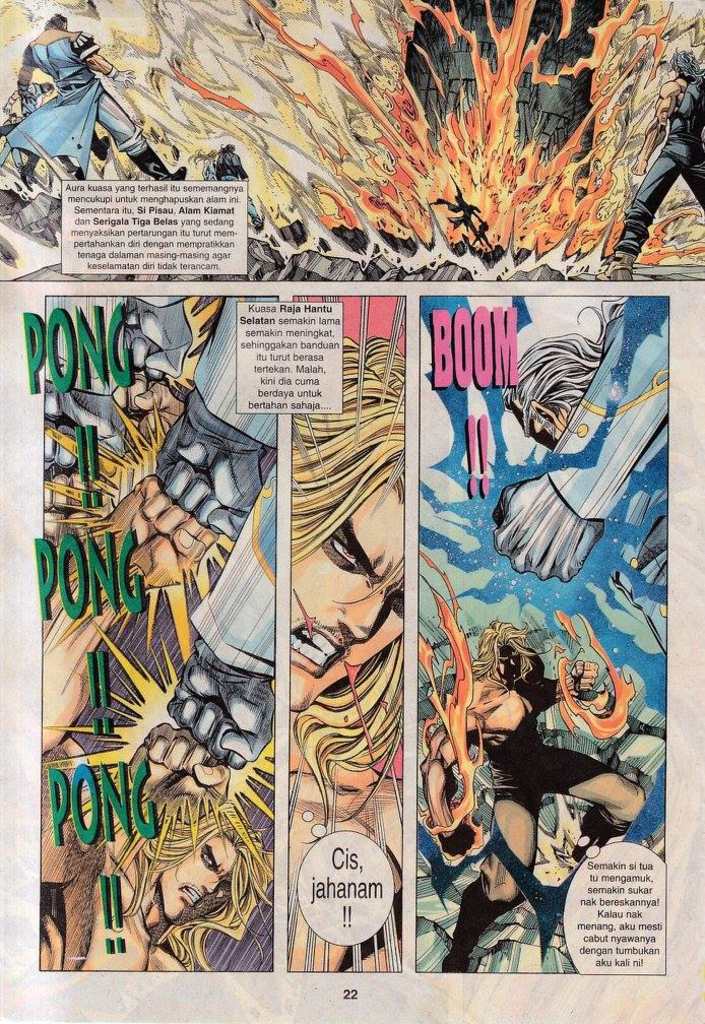 Aura kuasa yang terhasil itu sememangnya
mencukupi untuk menghapuskan alam ini.
Sementara itu, Si Pisau, Alam Kiamat
dan Serigala Tiga Belas yang sedang
menyaksikan pertarungan itu turut mem-
pertahankan diri dengan mempratikkan
tenaga dalaman masing-masing agar
keselamatan diri tidak terancam.
PONG
!!
PONG
!!
PONG
!!
Kuasa Raja Hantu
Selatan semakin lama
semakin meningkat,
sehinggakan banduan
itu turut berasa
tertekan. Malah,
kini dia cuma
berdaya untuk
bertahan sahaja....
Cis,
jahanam
!!
BOOM
!!
Semakin si tua
tu mengamuk,
semakin sukar
nak bereskannya!
Kalau nak
menang, aku mesti
cabut nyawanya
dengan tumbukan
aku kali ni!
22